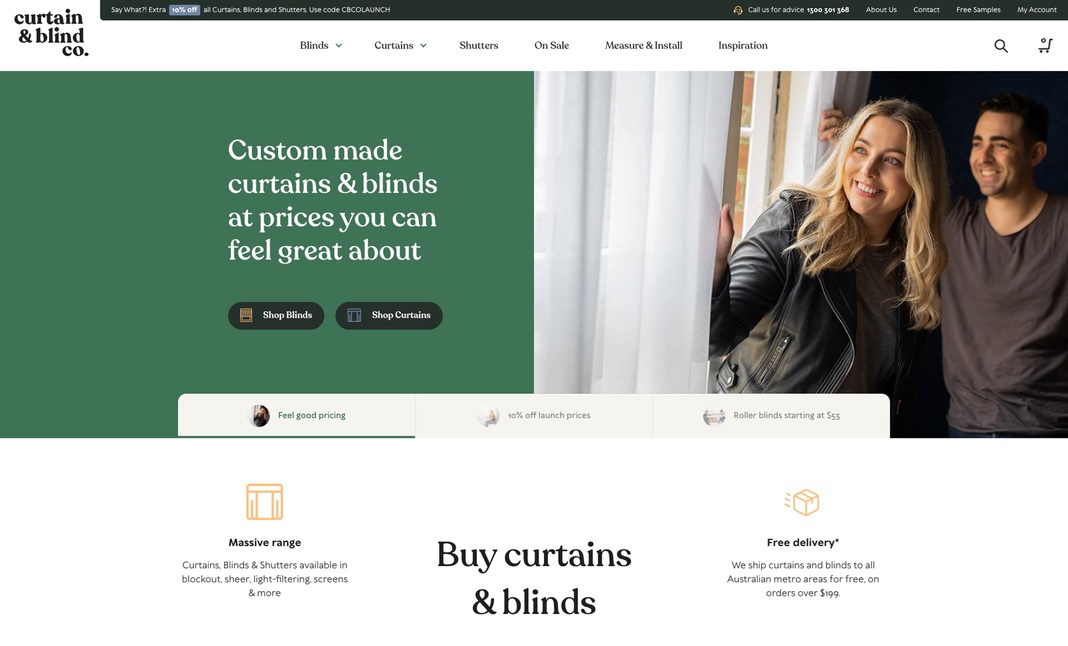 curtain
& blind
co.
Say What?! Extra 10% off all Curtains, Blinds and Shutters. Use code CBCOLAUNCH
Call us for advice 1300 301 368
About Us
Contact
Free Samples
My Account
Blinds
Curtains
Shutters
On Sale
Measure & Install
Inspiration
0
Custom made
curtains & blinds
at prices you can
feel great about
Shop Blinds
Shop Curtains
Feel good pricing
10% off launch prices
Roller blinds starting at $53
Massive range
Curtains, Blinds & Shutters available in
blockout, sheer, light-filtering, screens
& more
Buy curtains
& blinds
Free delivery*
We ship curtains and blinds to all
Australian metro areas for free, on
orders over $199.